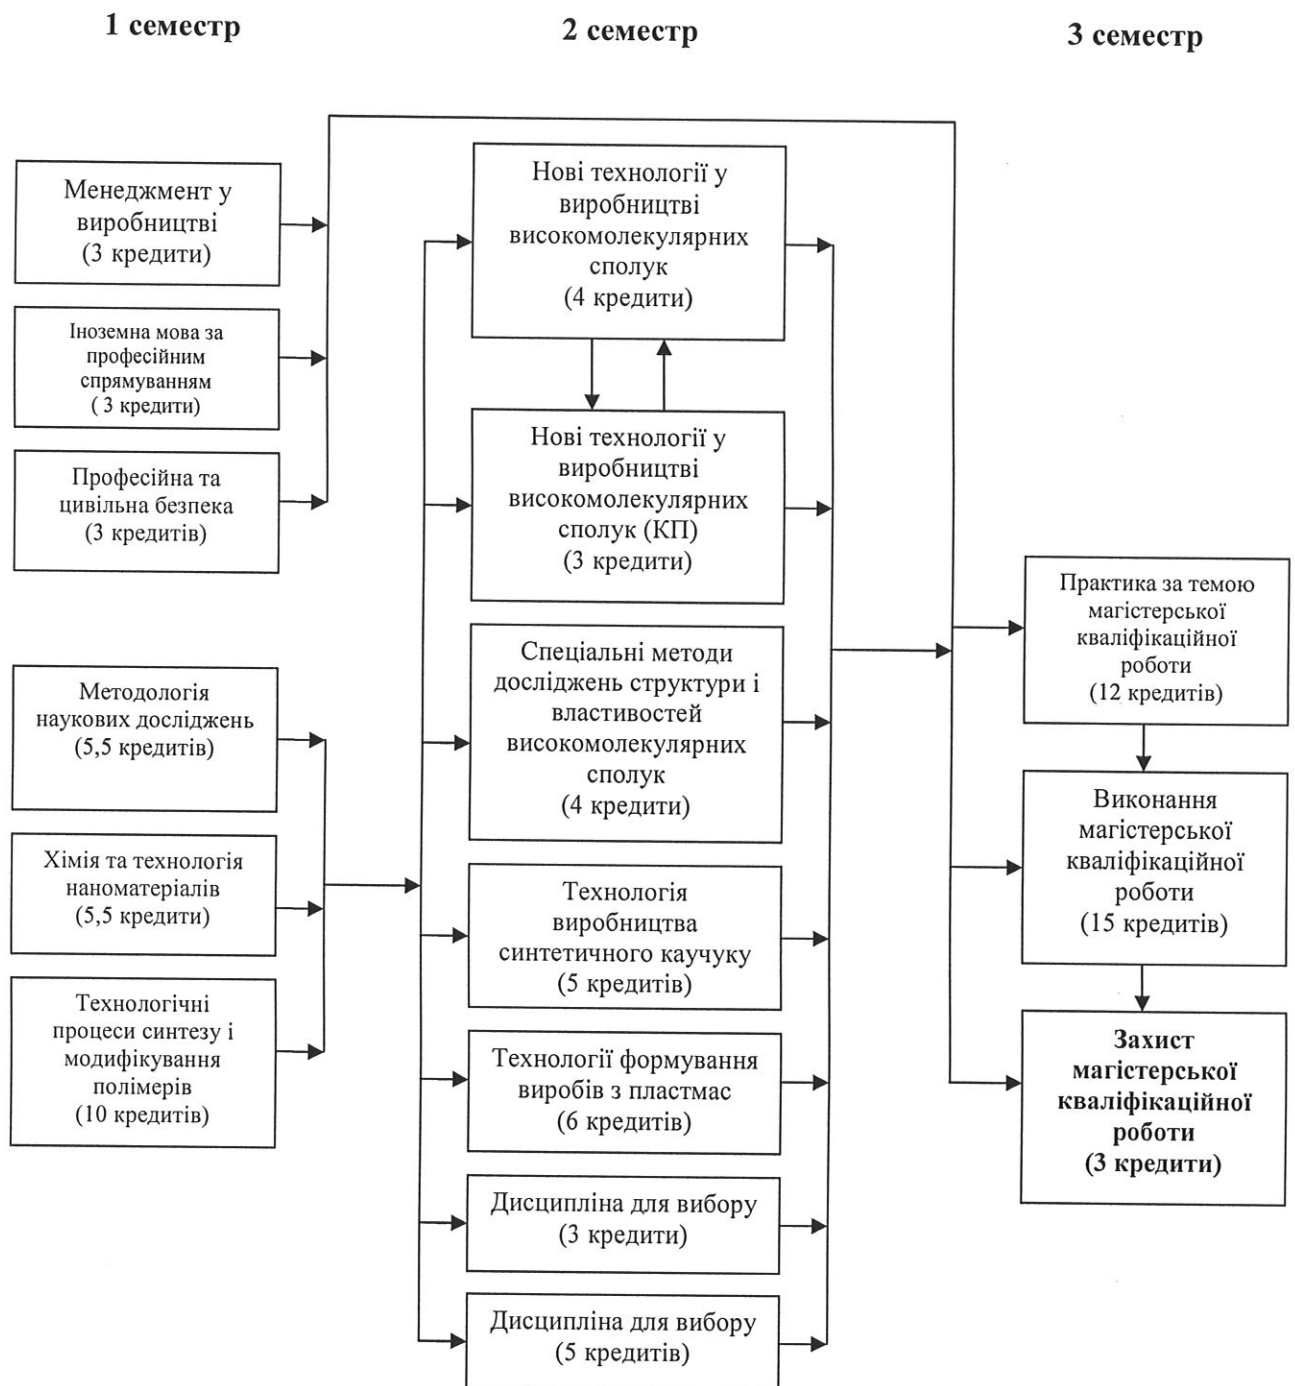 1 семестр
2 семестр
3 семестр
Менеджмент у
виробництві
(3 кредити)
Іноземна мова за
професійним
спрямуванням
( 3 кредити)
Професійна та
цивільна безпека
(3 кредитів)
Методологія
наукових досліджень
(5,5 кредитів)
Хімія та технологія
наноматеріалів
(5,5 кредити)
Технологічні
процеси синтезу і
модифікування
полімерів
(10 кредитів)
Нові технології у
виробництві
високомолекулярних
сполук
(4 кредити)
Нові технології у
виробництві
високомолекулярних
сполук (КП)
(3 кредити)
Спеціальні методи
досліджень структури і
властивостей
високомолекулярних
сполук
(4 кредити)
Технологія
виробництва
синтетичного каучуку
(5 кредитів)
Технології формування
виробів з пластмас
(6 кредитів)
Дисципліна для вибору
(3 кредити)
Дисципліна для вибору
(5 кредитів)
Практика за темою
магістерської
кваліфікаційної
роботи
(12 кредитів)
Виконання
магістерської
кваліфікаційної
роботи
(15 кредитів)
Захист
магістерської
кваліфікаційної
роботи
(3 кредити)